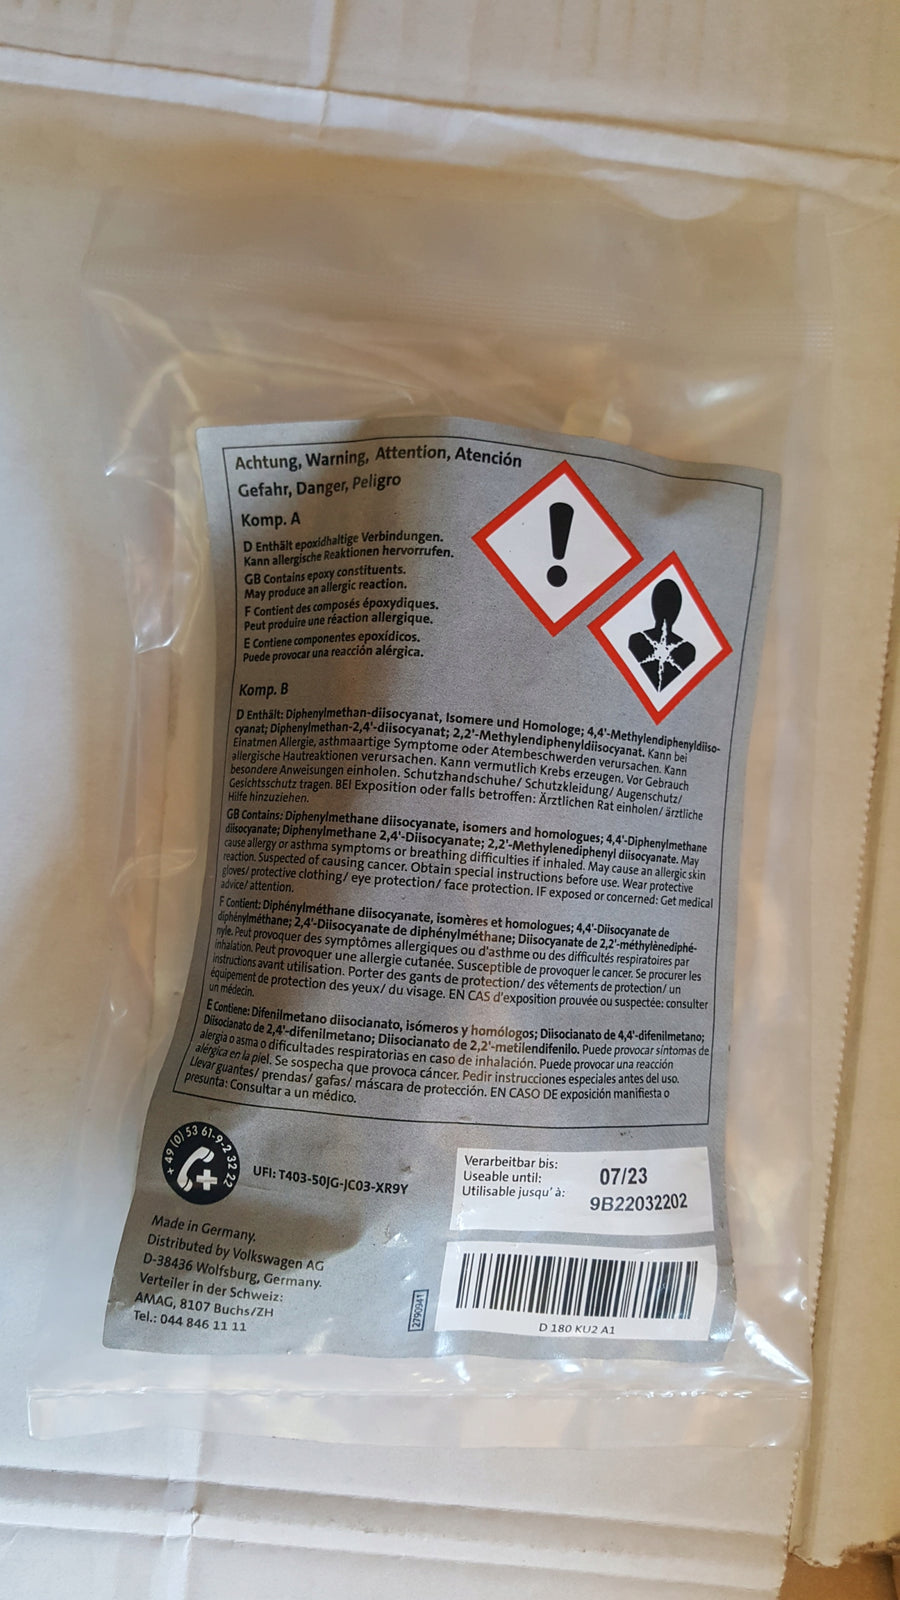 Achtung, Warning, Attention, Atención
Gefahr, Danger, Peligro
Komp. A
D Enthält epoxidhaltige Verbindungen.
Kann allergische Reaktionen hervorrufen.
GB Contains epoxy constituents.
May produce an allergic reaction.
F Contient des composés époxydiques.
Peut produire une réaction allergique.
E Contiene componentes epoxídicos.
Puede provocar una reacción alérgica.
Komp. B
D Enthält: Diphenylmethan-diisocyanat, Isomere und Homologe; 4,4'-Methylendiphenyldiiso-
cyanat; Diphenylmethan-2,4'-diisocyanat; 2,2'-Methylendiphenyldiisocyanat. Kann bei
Einatmen Allergie, asthmaartige Symptome oder Atembeschwerden verursachen. Kann
allergische Hautreaktionen verursachen. Kann vermutlich Krebs erzeugen. Vor Gebrauch
besondere Anweisungen einholen. Schutzhandschuhe/ Schutzkleidung/ Augenschutz/
Gesichtsschutz tragen. BEI Exposition oder falls betroffen: Ärztlichen Rat einholen/ ärztliche
Hilfe hinzuziehen.
GB Contains: Diphenylmethane diisocyanate, isomers and homologues; 4,4'-Diphenylmethane
diisocyanate; Diphenylmethane 2,4'-Diisocyanate; 2,2'-Methylenediphenyl diisocyanate. May
cause allergy or asthma symptoms or breathing difficulties if inhaled. May cause an allergic skin
reaction. Suspected of causing cancer. Obtain special instructions before use. Wear protective
gloves/ protective clothing/ eye protection/ face protection. IF exposed or concerned: Get medical
advice/ attention.
F Contient: Diphénylméthane diisocyanate, isomères et homologues; 4,4'-Diisocyanate de
diphénylméthane; 2,4'-Diisocyanate de diphénylméthane; Diisocyanate de 2,2'-méthylènediphé-
nyle. Peut provoquer des symptômes allergiques ou d'asthme ou des difficultés respiratoires par
inhalation. Peut provoquer une allergie cutanée. Susceptible de provoquer le cancer. Se procurer les
instructions avant utilisation. Porter des gants de protection/ des vêtements de protection/ un
équipement de protection des yeux/ du visage. EN CAS d'exposition prouvée ou suspectée: consulter
un médecin.
E Contiene: Difenilmetano diisocianato, isómeros y homólogos; Diisocianato de 4,4'-difenilmetano;
Diisocianato de 2,4'-difenilmetano; Diisocianato de 2,2'-metilendifenilo. Puede provocar síntomas de
alergia o asma o dificultades respiratorias en caso de inhalación. Puede provocar una reacción
alérgica en la piel. Se sospecha que provoca cáncer. Pedir instrucciones especiales antes del uso.
Llevar guantes/ prendas/ gafas/ máscara de protección. EN CASO DE exposición manifiesta o
presunta: Consultar a un médico.
+ 49 (0) 53 61-9-2 32 22
UFI: T403-50JG-JC03-XR9Y
Verarbeitbar bis:
Useable until: 07/23
Utilisable jusqu'à: 9B22032202
Made in Germany.
Distributed by Volkswagen AG
D-38436 Wolfsburg, Germany.
Verteiler in der Schweiz:
AMAG, 8107 Buchs/ZH
Tel.: 044 846 11 11
2790941
D 180 KU2 A1